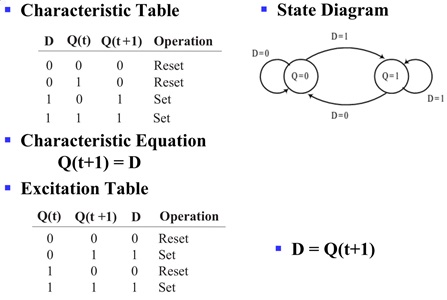 ▪ Characteristic Table
D Q(t) Q(t+1) Operation
0 0 0 Reset
0 1 0 Reset
1 0 1 Set
1 1 1 Set
▪ Characteristic Equation
Q(t+1) = D
▪ Excitation Table
Q(t) Q(t +1) D Operation
0 0 0 Reset
0 1 1 Set
1 0 0 Reset
1 1 1 Set
▪ State Diagram
D=1
D=0
Q=0
Q=1
D=1
D=0
▪ D = Q(t+1)